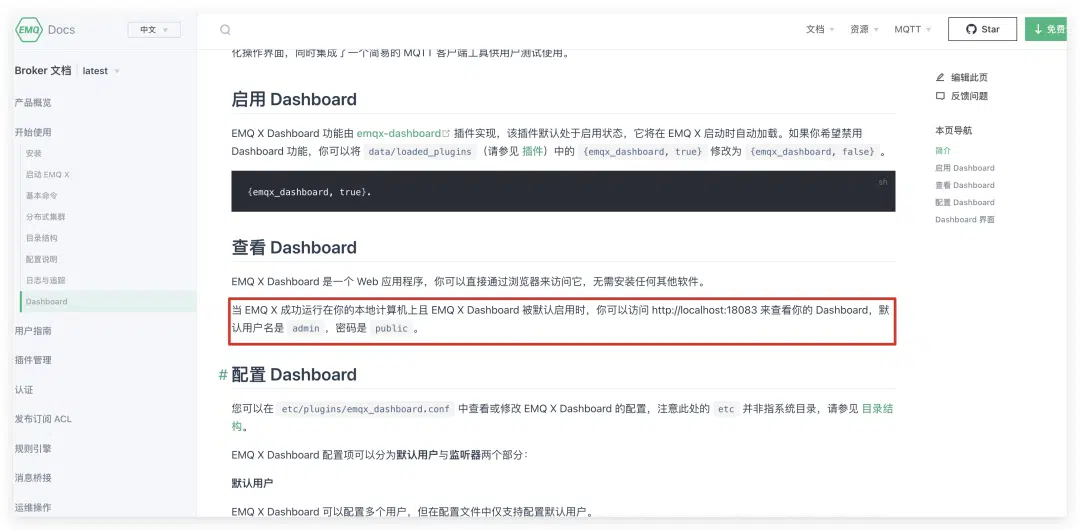 EMQ Docs 中文
文档 资源 MQTT Star 免费
Broker 文档 latest
产品概览
开始使用
安装
启动 EMQ X
基本命令
分布式集群
目录结构
配置说明
日志与追踪
Dashboard
用户指南
插件管理
认证
发布订阅 ACL
规则引擎
消息桥接
运维操作
化操作界面，同时集成了一个简易的 MQTT 客户端工具供用户测试使用。
启用 Dashboard
EMQ X Dashboard 功能由 emqx-dashboard 插件实现，该插件默认处于启用状态，它将在 EMQ X 启动时自动加载。如果你希望禁用
Dashboard 功能，你可以将 data/loaded_plugins （请参见 插件）中的 {emqx_dashboard, true} 修改为 {emqx_dashboard, false} 。
sh
{emqx_dashboard, true}.
查看 Dashboard
EMQ X Dashboard 是一个 Web 应用程序，你可以直接通过浏览器来访问它，无需安装任何其他软件。
当 EMQ X 成功运行在你的本地计算机上且 EMQ X Dashboard 被默认启用时，你可以访问 http://localhost:18083 来查看你的 Dashboard，默
认用户名是 admin ，密码是 public 。
# 配置 Dashboard
您可以在 etc/plugins/emqx_dashboard.conf 中查看或修改 EMQ X Dashboard 的配置，注意此处的 etc 并非指系统目录，请参见 目录结
构。
EMQ X Dashboard 配置项可以分为默认用户与监听器两个部分：
默认用户
EMQ X Dashboard 可以配置多个用户，但在配置文件中仅支持配置默认用户。
编辑此页
反馈问题
本页导航
简介
启用 Dashboard
查看 Dashboard
配置 Dashboard
Dashboard 界面